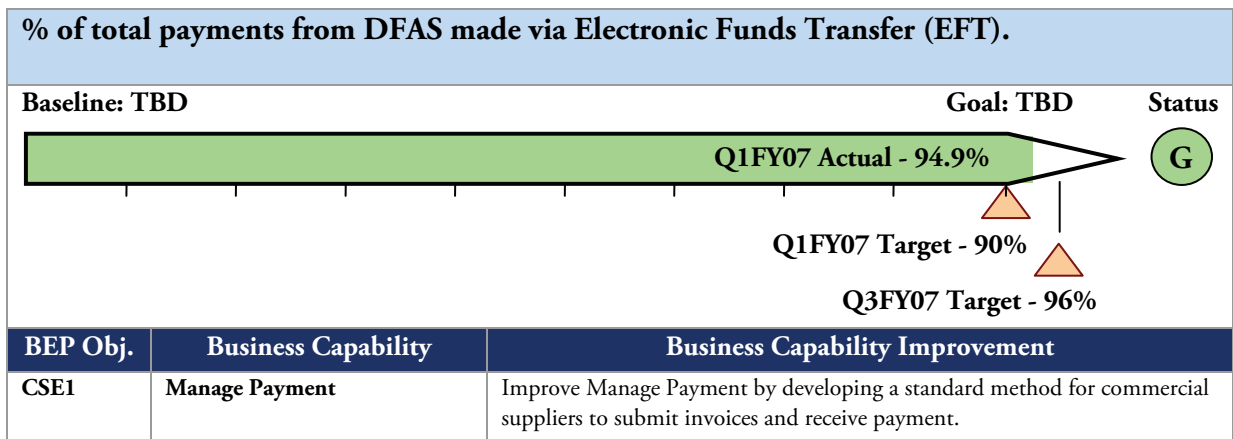 % of total payments from DFAS made via Electronic Funds Transfer (EFT).
Baseline: TBD Goal: TBD Status
Q1FY07 Actual - 94.9% G
Q1FY07 Target - 90%
Q3FY07 Target - 96%
BEP Obj. Business Capability Business Capability Improvement
CSE1 Manage Payment Improve Manage Payment by developing a standard method for commercial
suppliers to submit invoices and receive payment.